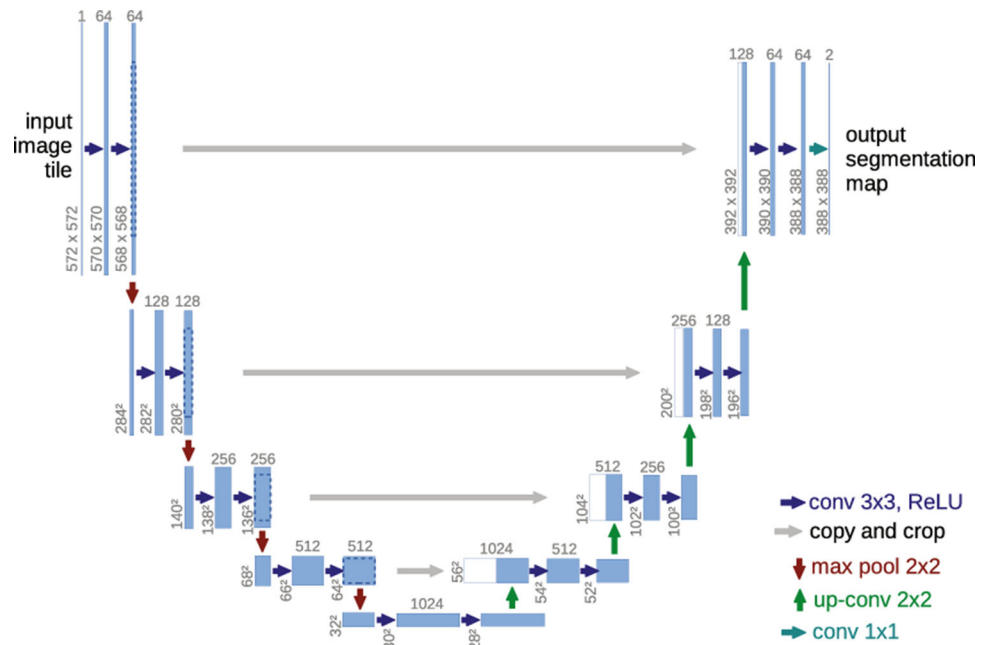 1 64 64
128 64 64 2
input
image
tile
output
segmentation
map
572 x 572
570 x 570
568 x 568
392 x 392
390 x 390
388 x 388
388 x 388
128 128
256 128
284²
282²
280²
200²
198²
196²
256 256
512 256
140²
138²
136²
104²
102²
100²
512 512
1024 512
68²
66²
64²
56²
54²
52²
1024
32²
conv 3x3, ReLU
copy and crop
max pool 2x2
up-conv 2x2
conv 1x1